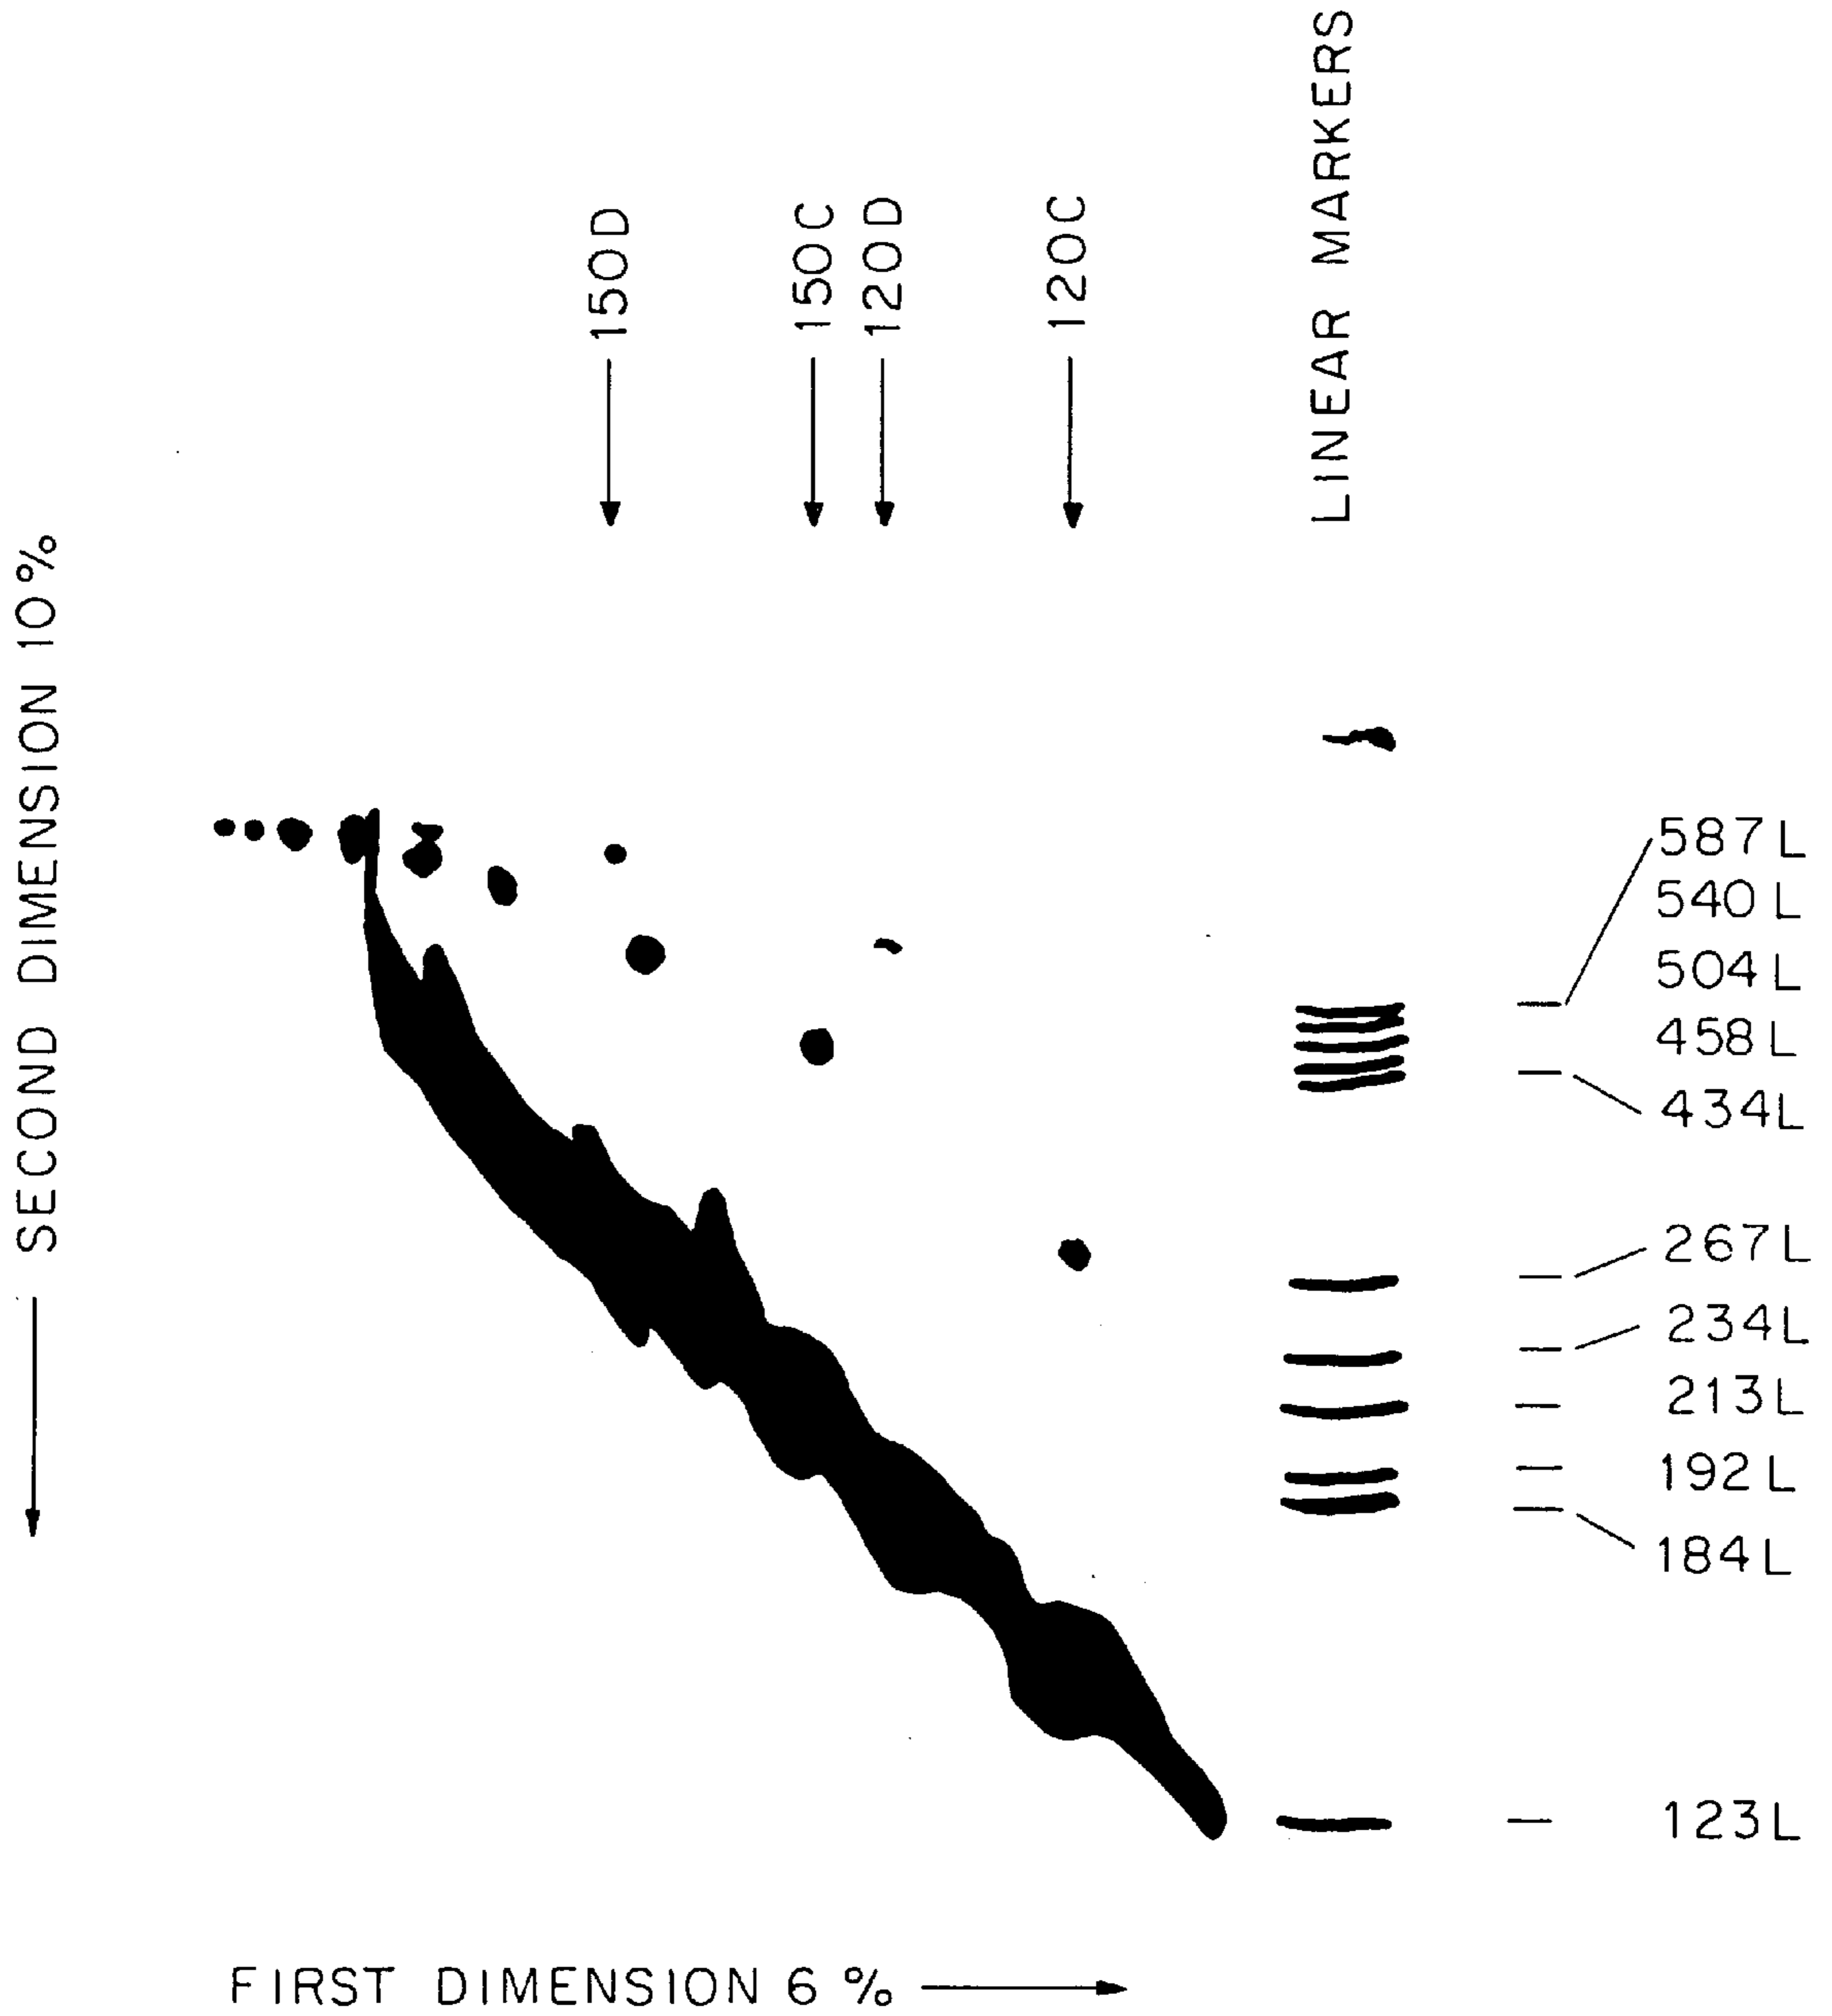 150D
150C
120D
120C
LINEAR MARKERS
SECOND DIMENSION 10%
587L
540L
504L
458L
434L
267L
234L
213L
192L
184L
123L
FIRST DIMENSION 6%